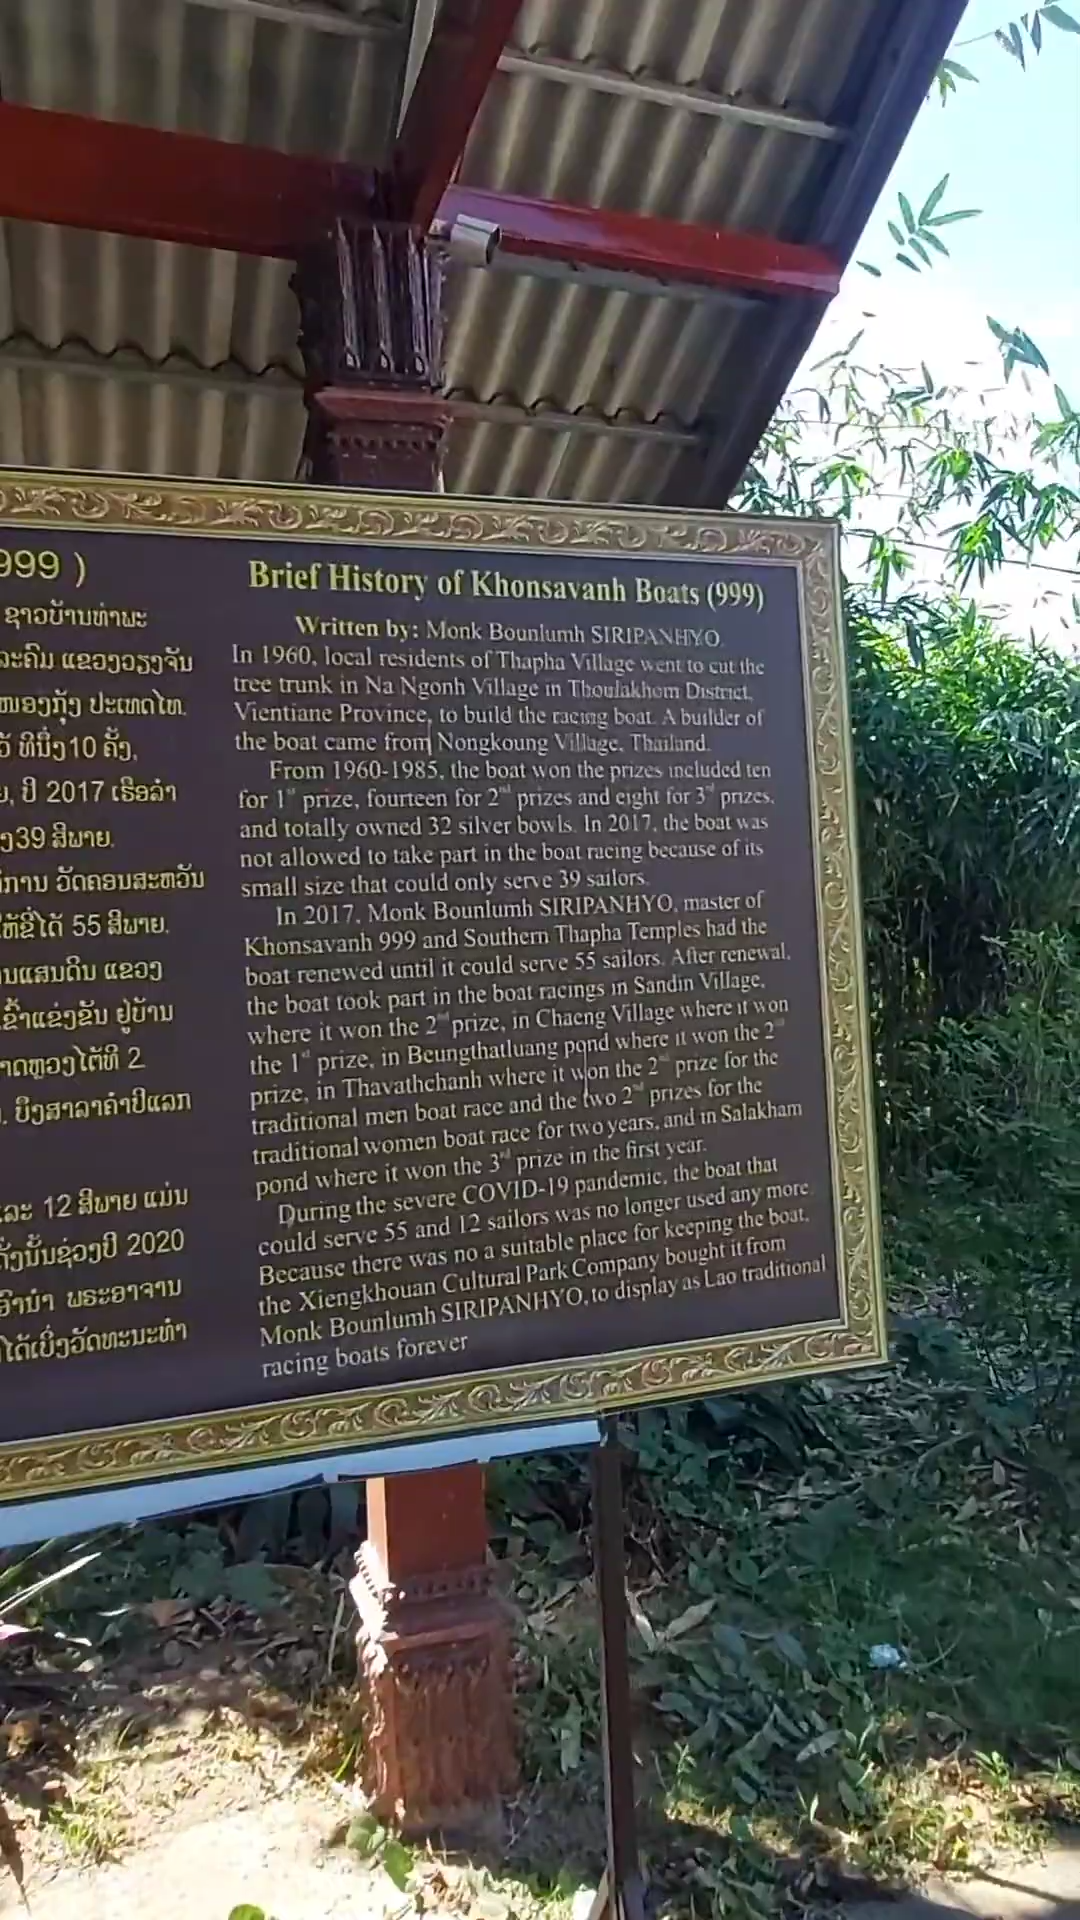 999 )
ຊາວບ້ານທ່າພະ
ລະຄົມ ແຂວງວຽງຈັນ
ໜອງກຸ້ງ ປະເທດໄທ.
ທີນຶ່ງ10 ຄັ້ງ,
ປີ 2017 ເຮືອລຳ
39 ສີພາຍ.
ວັດຄອນສະຫວັນ
ໃຫ້ຂີ່ໄດ້ 55 ສີພາຍ.
ນແສນດິນ ແຂວງ
ເຂົ້າແຂ່ງຂັນ ຢູ່ບ້ານ
າດຫຼວງໄດ້ທີ 2
ບຶງສາລາຄຳປີແລກ
ແລະ 12 ສີພາຍ ແມ່ນ
ດັ່ງນັ້ນຊ່ວງປີ 2020
ພຣະອາຈານ
ໄດ້ເບິ່ງວັດທະນະທຳ
Brief History of Khonsavanh Boats (999)
Written by: Monk Bounlumh SIRIPANHYO.
In 1960, local residents of Thapha Village went to cut the
tree trunk in Na Ngonh Village in Thoulakhom District,
Vientiane Province, to build the racing boat. A builder of
the boat came from Nongkoung Village, Thailand.
From 1960-1985, the boat won the prizes included ten
for 1st prize, fourteen for 2nd prizes and eight for 3rd prizes,
and totally owned 32 silver bowls. In 2017, the boat was
not allowed to take part in the boat racing because of its
small size that could only serve 39 sailors.
In 2017, Monk Bounlumh SIRIPANHYO, master of
Khonsavanh 999 and Southern Thapha Temples had the
boat renewed until it could serve 55 sailors. After renewal,
the boat took part in the boat racings in Sandin Village,
where it won the 2nd prize, in Chaeng Village where it won
the 1st prize, in Beungthatluang pond where it won the 2nd
prize, in Thavathchanh where it won the 2nd prize for the
traditional men boat race and the two 2nd prizes for the
traditional women boat race for two years, and in Salakham
pond where it won the 3rd prize in the first year.
During the severe COVID-19 pandemic, the boat that
could serve 55 and 12 sailors was no longer used any more.
Because there was no a suitable place for keeping the boat,
the Xiengkhouan Cultural Park Company bought it from
Monk Bounlumh SIRIPANHYO, to display as Lao traditional
racing boats forever